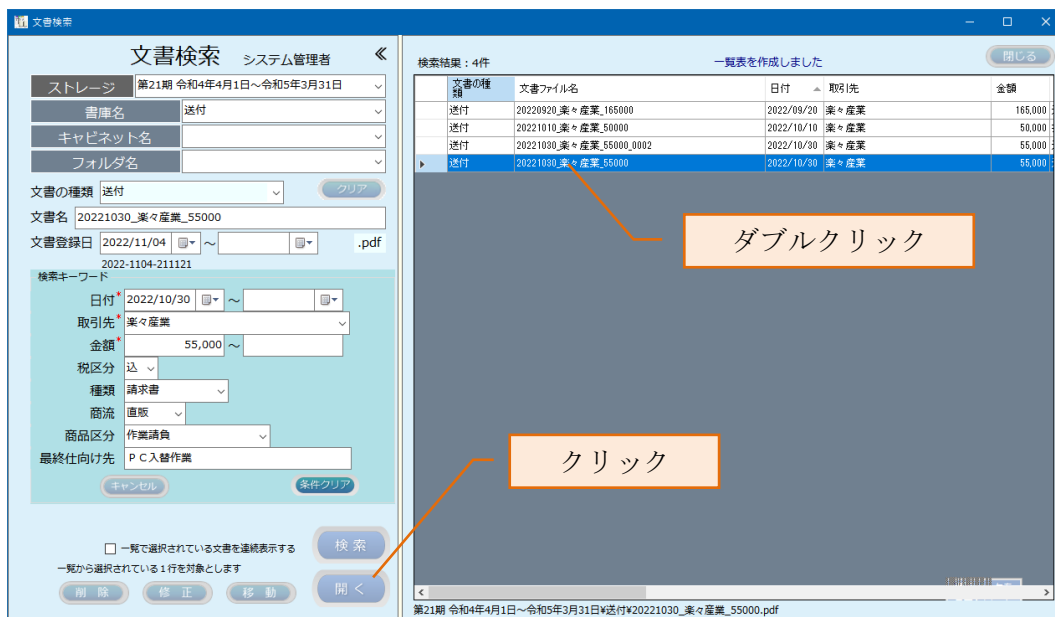 文書検索
文書検索 システム管理者 «
ストレージ 第21期 令和4年4月1日～令和5年3月31日
書庫名 送付
キャビネット名
フォルダ名
文書の種類 送付 クリア
文書名 20221030_楽々産業_55000
文書登録日 2022/11/04 ～ .pdf
2022-1104-211121
検索キーワード
日付* 2022/10/30 ～
取引先* 楽々産業
金額* 55,000 ～
税区分 込
種類 請求書
商流 直販
商品区分 作業請負
最終仕向け先 ＰＣ入替作業
キャンセル 条件クリア
一覧で選択されている文書を連続表示する 検 索
一覧から選択されている1行を対象とします
削 除 修 正 移 動 開 く
検索結果：4件 一覧表を作成しました 閉じる
文書の種類 文書ファイル名 日付 取引先 金額
送付 20220920_楽々産業_165000 2022/09/20 楽々産業 165,000
送付 20221010_楽々産業_50000 2022/10/10 楽々産業 50,000
送付 20221030_楽々産業_55000_0002 2022/10/30 楽々産業 55,000
送付 20221030_楽々産業_55000 2022/10/30 楽々産業 55,000
ダブルクリック
クリック
第21期 令和4年4月1日～令和5年3月31日¥送付¥20221030_楽々産業_55000.pdf